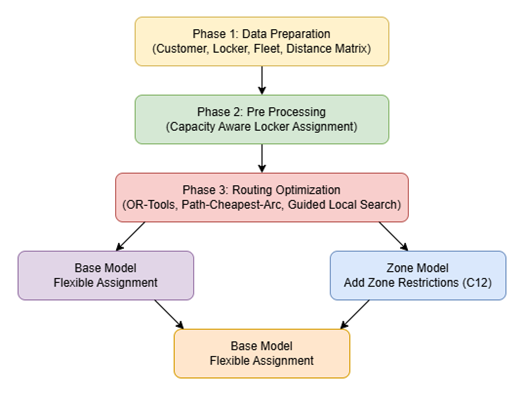 Phase 1: Data Preparation
(Customer, Locker, Fleet, Distance Matrix)
Phase 2: Pre Processing
(Capacity Aware Locker Assignment)
Phase 3: Routing Optimization
(OR-Tools, Path-Cheapest-Arc, Guided Local Search)
Base Model
Flexible Assignment
Zone Model
Add Zone Restrictions (C12)
Base Model
Flexible Assignment